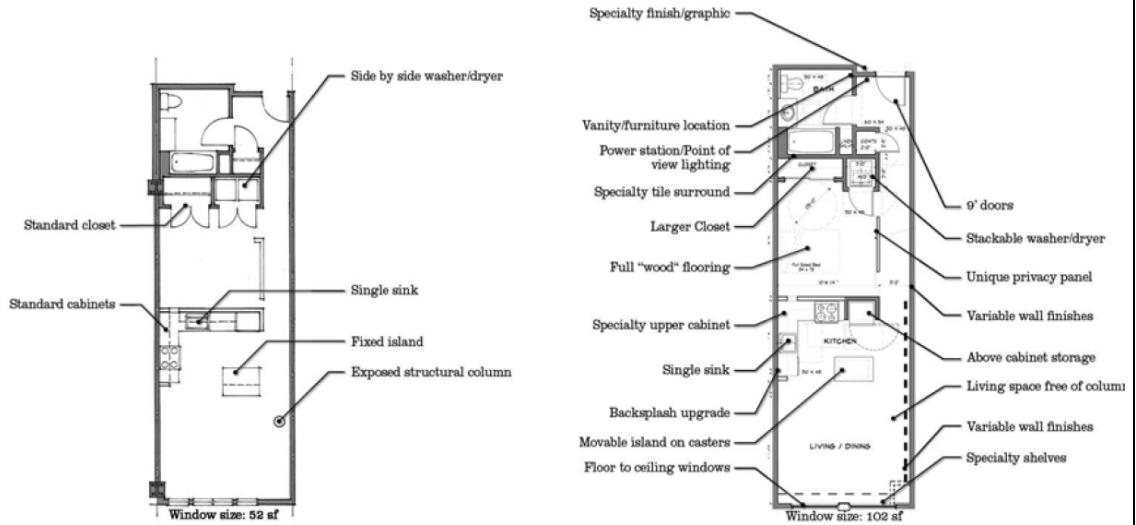 Side by side washer/dryer
Standard closet
Single sink
Standard cabinets
Fixed island
Exposed structural column
Window size: 52 sf
Specialty finish/graphic
BATH
Vanity/furniture location
Power station/Point of
view lighting
Specialty tile surround
CLOSET
Larger Closet
9' doors
Stackable washer/dryer
Full "wood" flooring
Full Sized Bed
Unique privacy panel
Variable wall finishes
Specialty upper cabinet
KITCHEN
Above cabinet storage
Single sink
Living space free of colum
Backsplash upgrade
Variable wall finishes
Movable island on casters
LIVING / DINING
Floor to ceiling windows
Specialty shelves
Window size: 102 sf